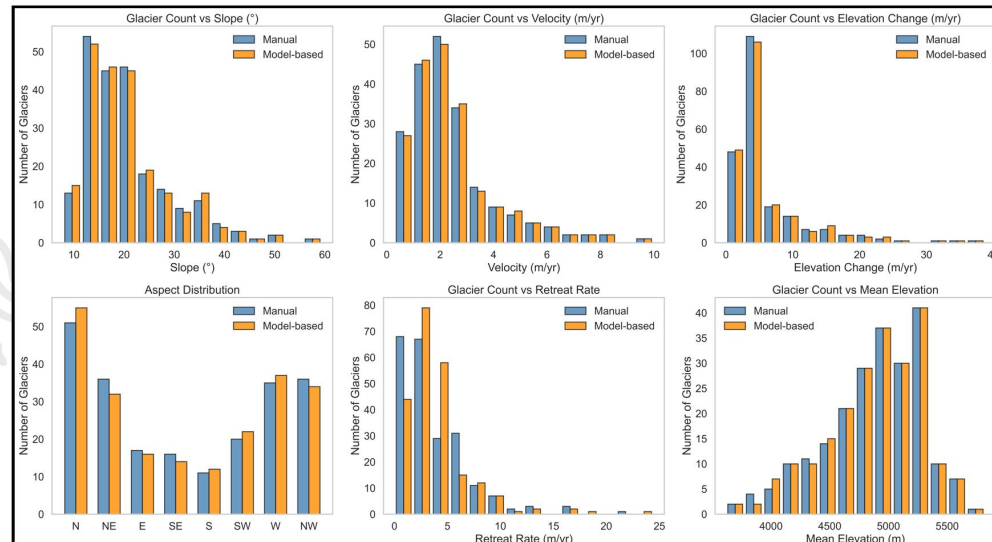 Glacier Count vs Slope (°)
Manual
Model-based
Number of Glaciers
50
40
30
20
10
0
10 20 30 40 50 60
Slope (°)
Glacier Count vs Velocity (m/yr)
Manual
Model-based
Number of Glaciers
50
40
30
20
10
0
0 2 4 6 8 10
Velocity (m/yr)
Glacier Count vs Elevation Change (m/yr)
Manual
Model-based
Number of Glaciers
100
80
60
40
20
0
0 10 20 30
Elevation Change (m/yr)
Aspect Distribution
Manual
Model-based
Number of Glaciers
50
40
30
20
10
0
N NE E SE S SW W NW
Glacier Count vs Retreat Rate
Manual
Model-based
Number of Glaciers
80
70
60
50
40
30
20
10
0
0 5 10 15 20 25
Retreat Rate (m/yr)
Glacier Count vs Mean Elevation
Manual
Model-based
Number of Glaciers
40
35
30
25
20
15
10
5
0
4000 4500 5000 5500
Mean Elevation (m)